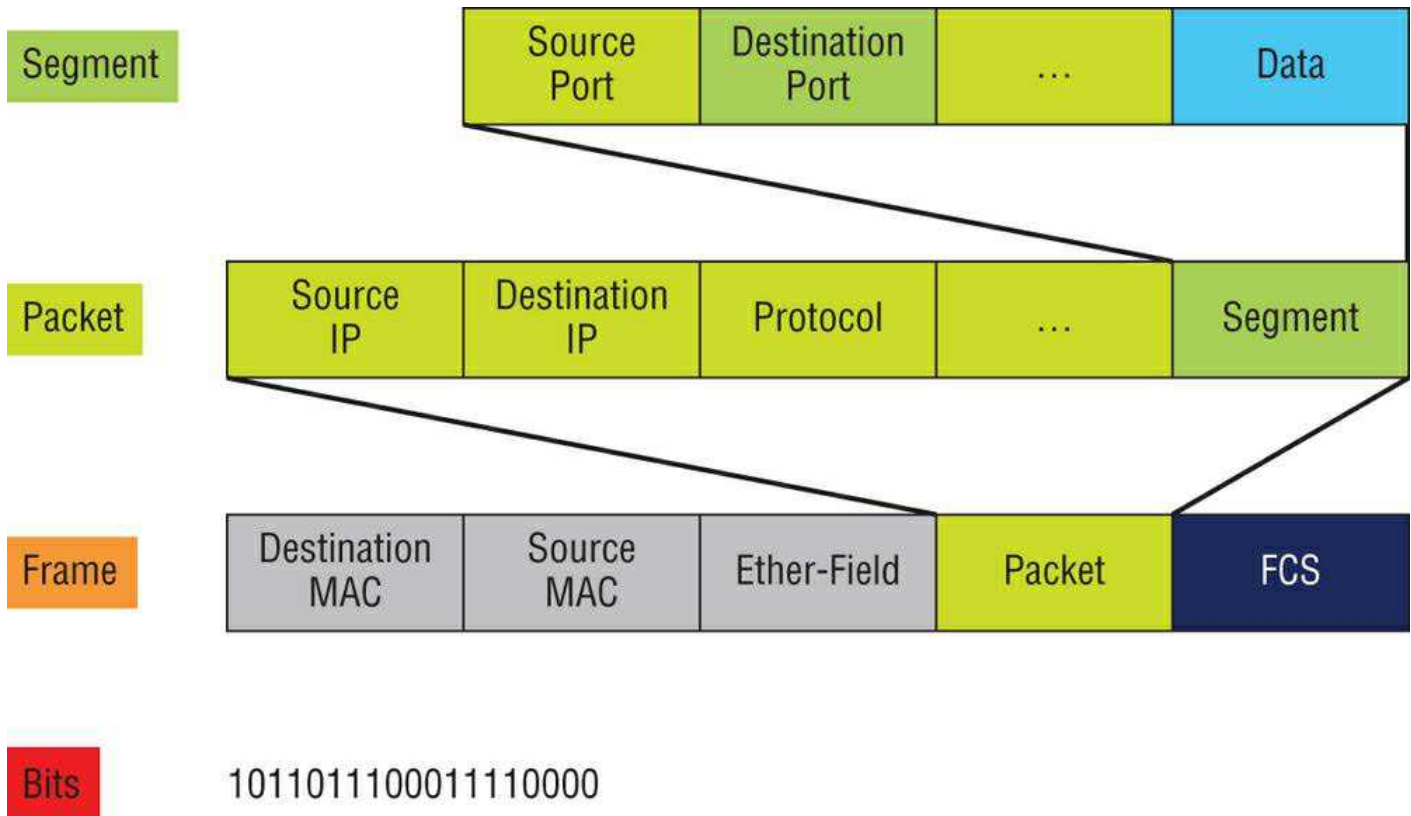 Segment
Source
Port
Destination
Port
...
Data
Packet
Source
IP
Destination
IP
Protocol
...
Segment
Frame
Destination
MAC
Source
MAC
Ether-Field
Packet
FCS
Bits
1011011100011110000